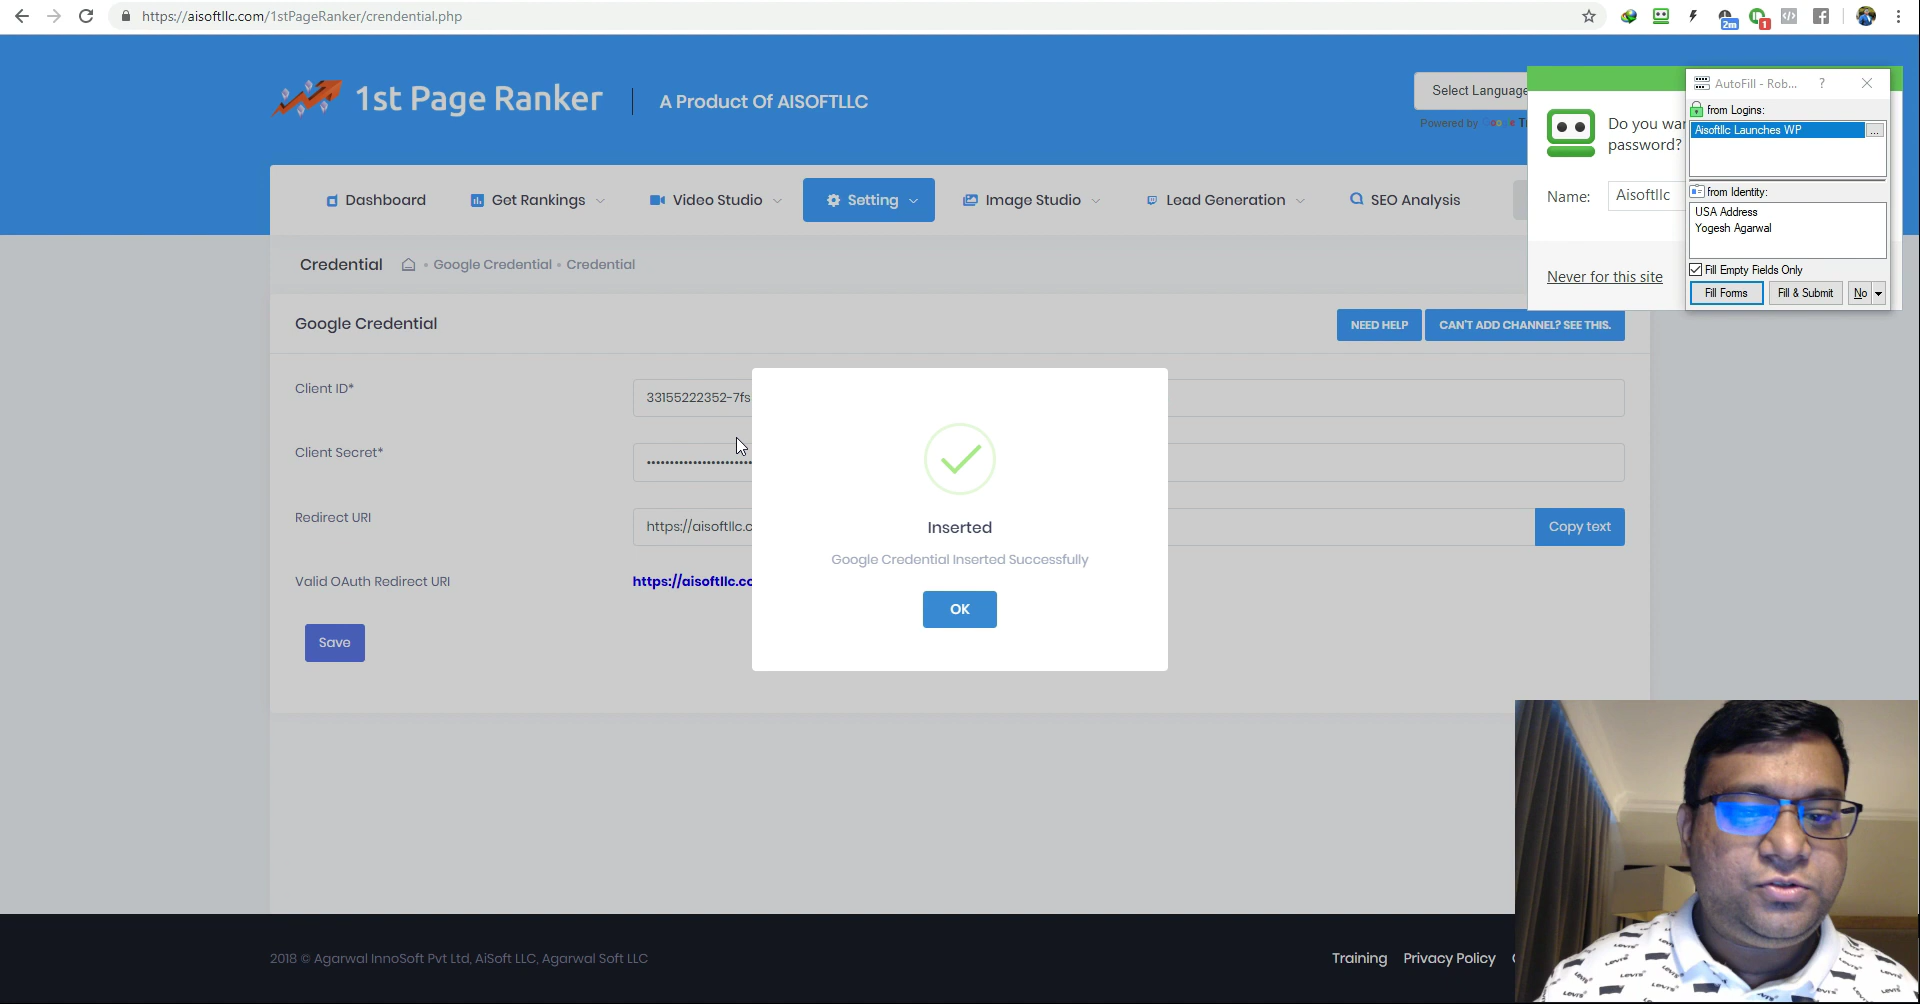 https://aisoftllc.com/1stPageRanker/crendential.php
2m
1
1st Page Ranker
A Product Of AISOFTLLC
Select Language
Powered by
Do you
password?
Name:
Aisoftllc
Never for this site
AutoFill - Rob...
?
from Logins:
Aisoftllc Launches WP
...
from Identity:
USA Address
Yogesh Agarwal
Fill Empty Fields Only
Fill Forms
Fill & Submit
No
Dashboard
Get Rankings
Video Studio
Setting
Image Studio
Lead Generation
SEO Analysis
Credential
Google Credential
Credential
Google Credential
NEED HELP
CAN'T ADD CHANNEL? SEE THIS.
Client ID*
33155222352-7fs
Client Secret*
Redirect URI
https://aisoftllc.c
Copy text
Valid OAuth Redirect URI
https://aisoftllc.co
Save
Inserted
Google Credential Inserted Successfully
OK
2018 © Agarwal InnoSoft Pvt Ltd, AiSoft LLC, Agarwal Soft LLC
Training
Privacy Policy
LEVI'S